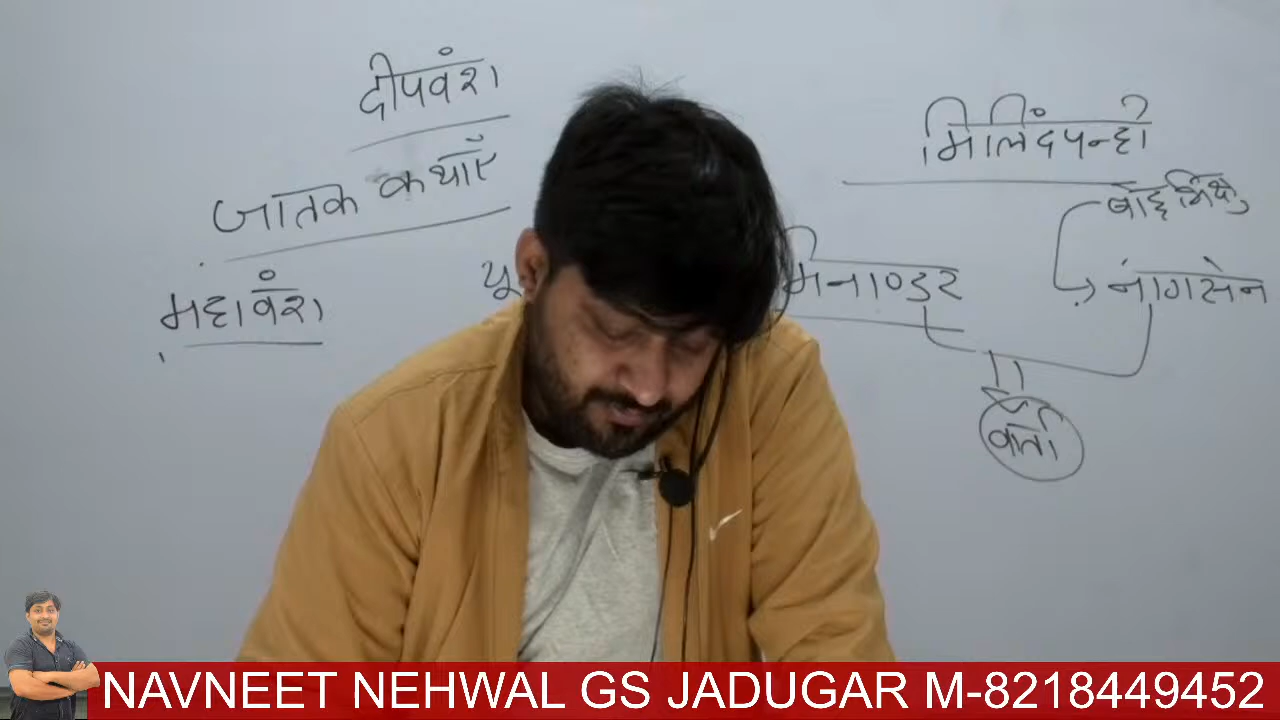 दीपवंश
जातक कथाएँ
महावंश
मिलिंदपन्हो
बौद्ध भिक्षु
यू
मिनाण्डर
नागसेन
वार्ता
NAVNEET NEHWAL GS JADUGAR M-8218449452